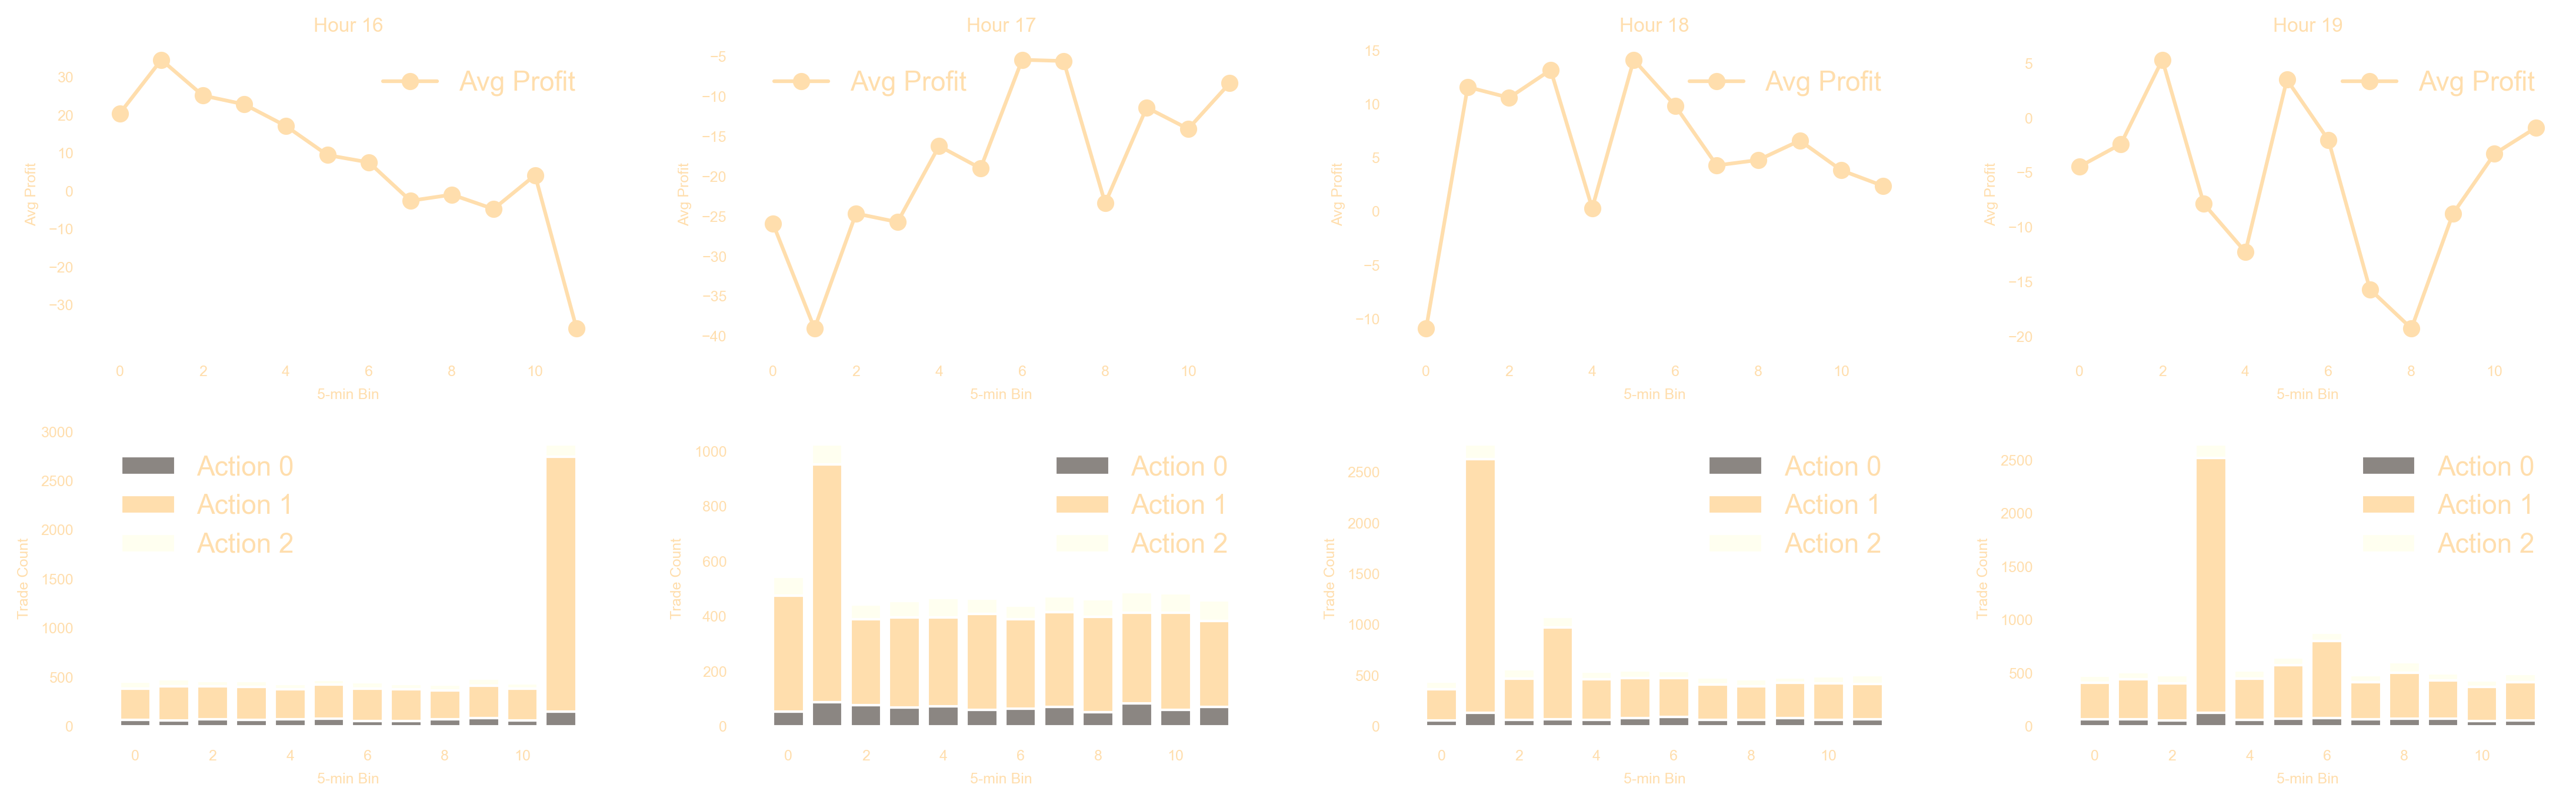 Hour 16
Avg Profit
30
20
10
0
−10
−20
−30
Avg Profit
0 2 4 6 8 10
5-min Bin
Hour 17
Avg Profit
−5
−10
−15
−20
−25
−30
−35
−40
Avg Profit
0 2 4 6 8 10
5-min Bin
Hour 18
Avg Profit
15
10
5
0
−5
−10
Avg Profit
0 2 4 6 8 10
5-min Bin
Hour 19
Avg Profit
5
0
−5
−10
−15
−20
Avg Profit
0 2 4 6 8 10
5-min Bin
3000
2500
2000
1500
1000
500
0
Trade Count
Action 0
Action 1
Action 2
0 2 4 6 8 10
5-min Bin
1000
800
600
400
200
0
Trade Count
Action 0
Action 1
Action 2
0 2 4 6 8 10
5-min Bin
2500
2000
1500
1000
500
0
Trade Count
Action 0
Action 1
Action 2
0 2 4 6 8 10
5-min Bin
2500
2000
1500
1000
500
0
Trade Count
Action 0
Action 1
Action 2
0 2 4 6 8 10
5-min Bin